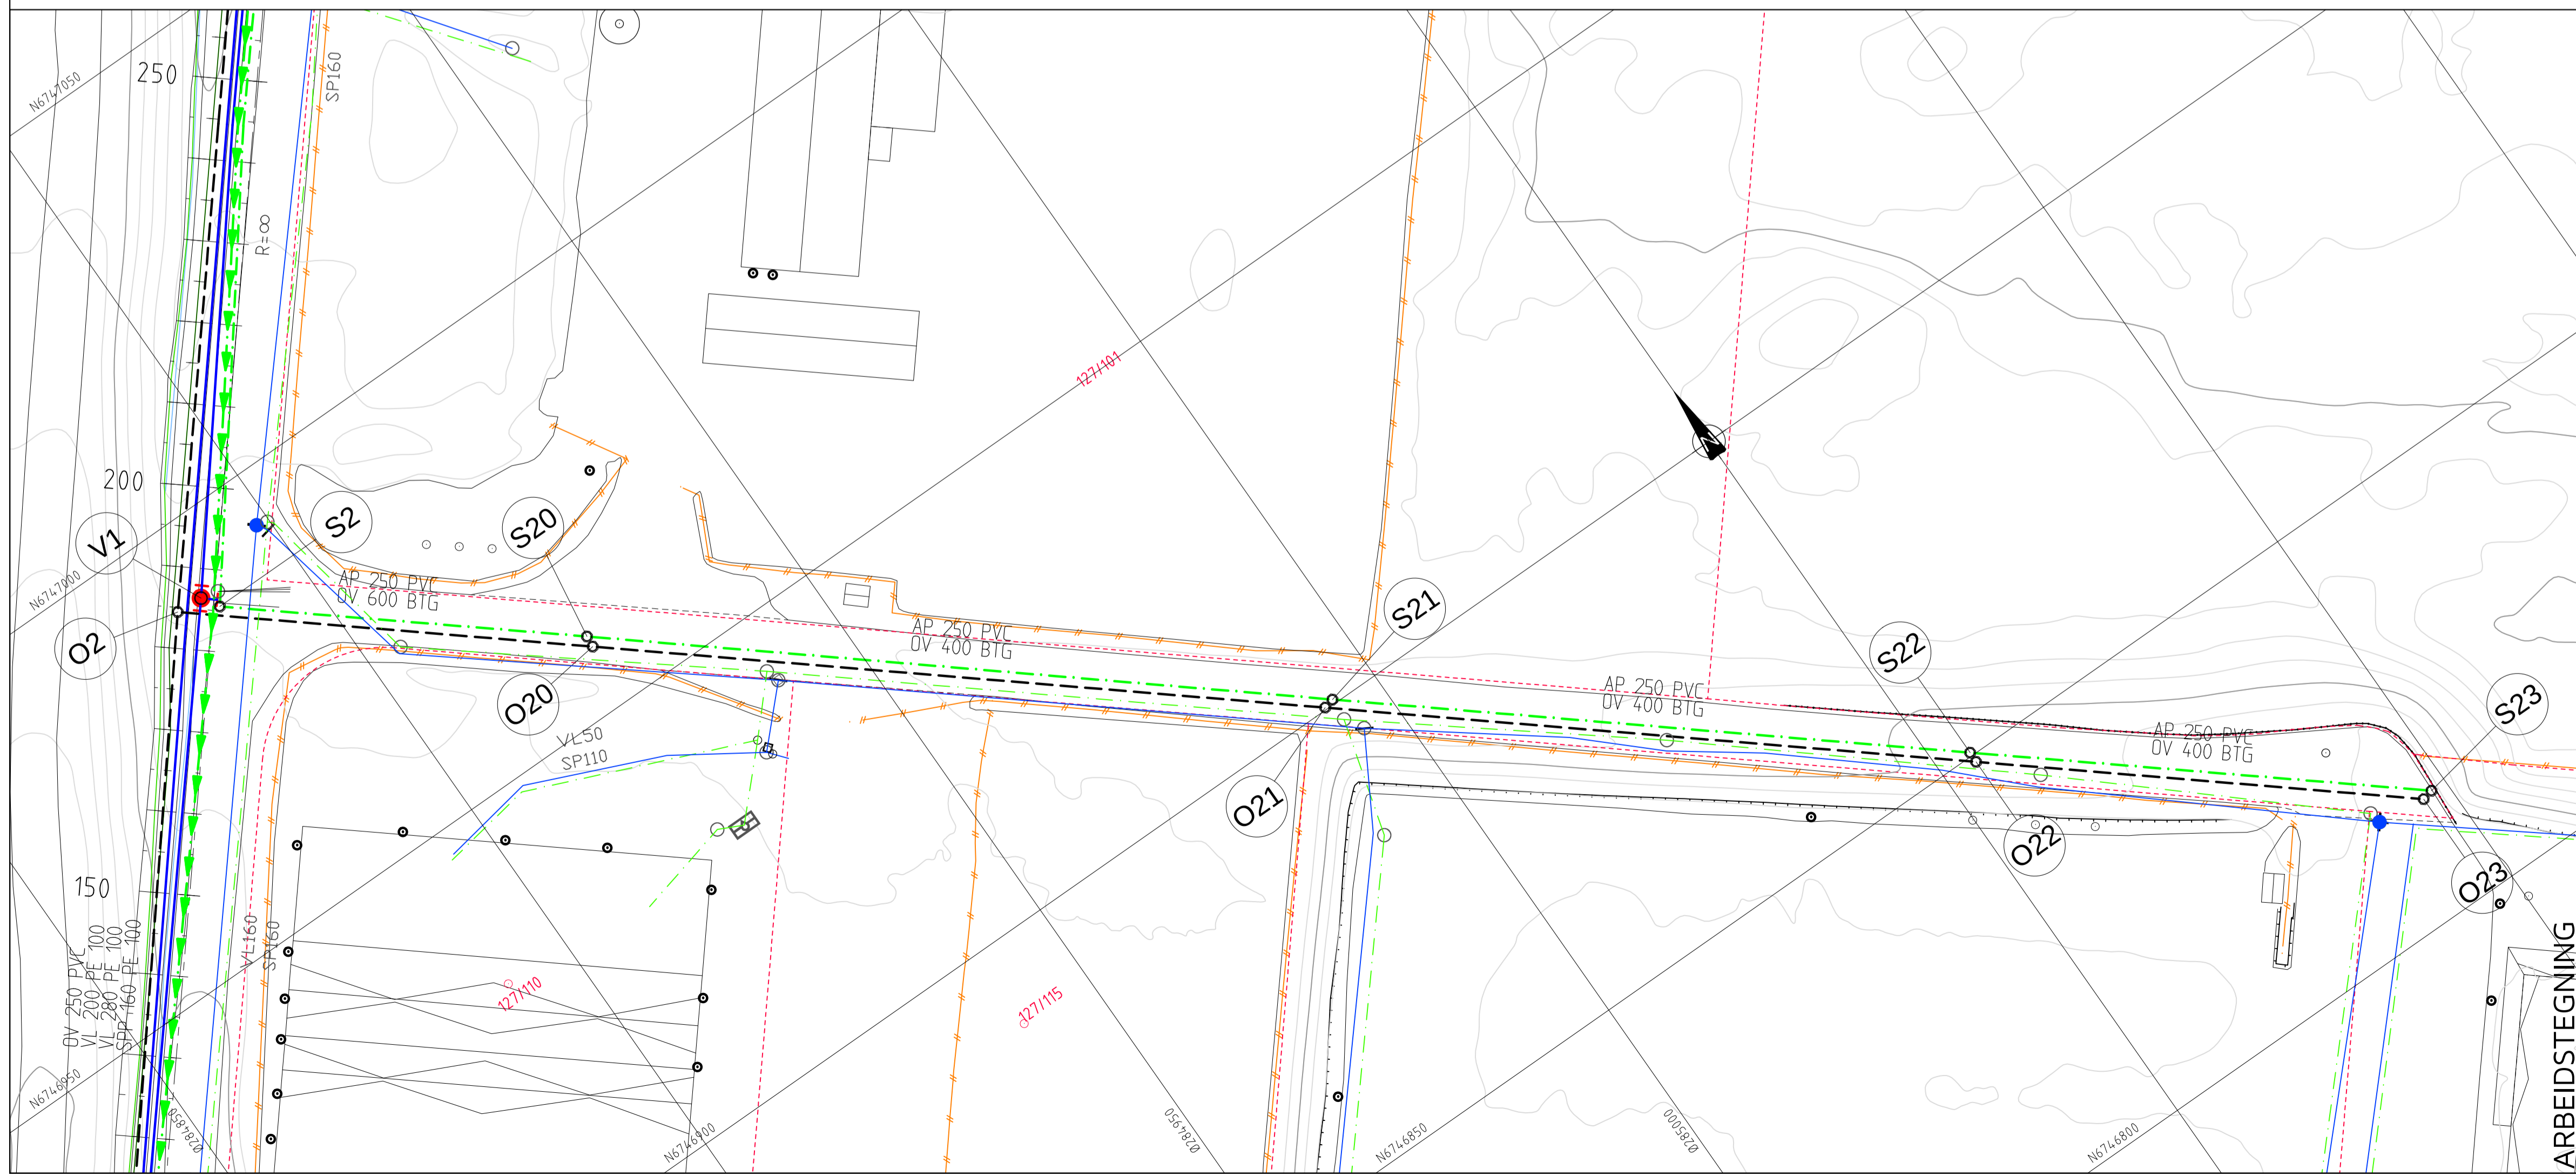 250
N6747050
SP160
R=∞
127/101
200
V1
S2
S20
N6747000
AP 250 PVC
OV 600 BTG
O2
S21
AP 250 PVC
OV 400 BTG
S22
AP 250 PVC
OV 400 BTG
S23
O20
VL50
SP110
AP 250 PVC
OV 400 BTG
O21
O22
O23
150
VL160
SP160
OV 250 PVC
VL 200 PE 100
VL 280 PE 100
SPP 160 PE 100
127/110
127/115
N6746950
Ø284850
N6746900
Ø284950
N6746850
Ø285000
N6746800
ARBEIDSTEGNING